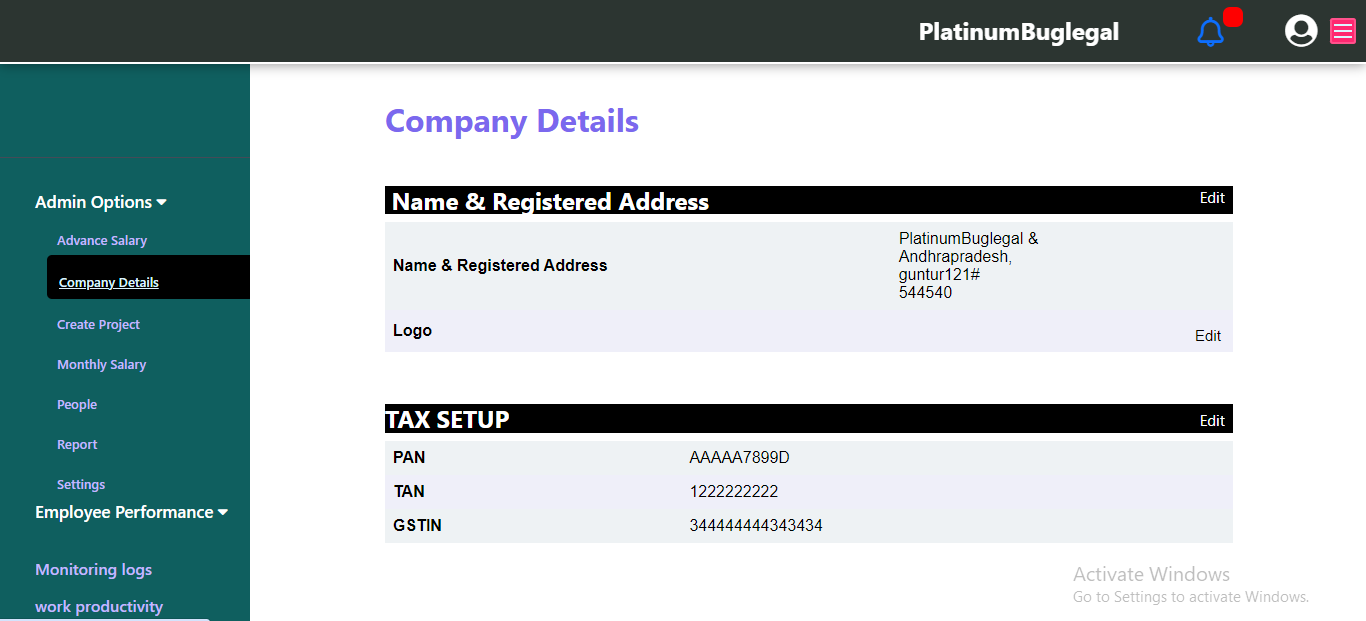 PlatinumBuglegal
Admin Options
Advance Salary
Company Details
Create Project
Monthly Salary
People
Report
Settings
Employee Performance
Monitoring logs
work productivity
Company Details
Name & Registered Address Edit
Name & Registered Address
PlatinumBuglegal &
Andhrapradesh,
guntur121#
544540
Logo Edit
TAX SETUP Edit
PAN AAAAA7899D
TAN 1222222222
GSTIN 344444444343434
Activate Windows
Go to Settings to activate Windows.